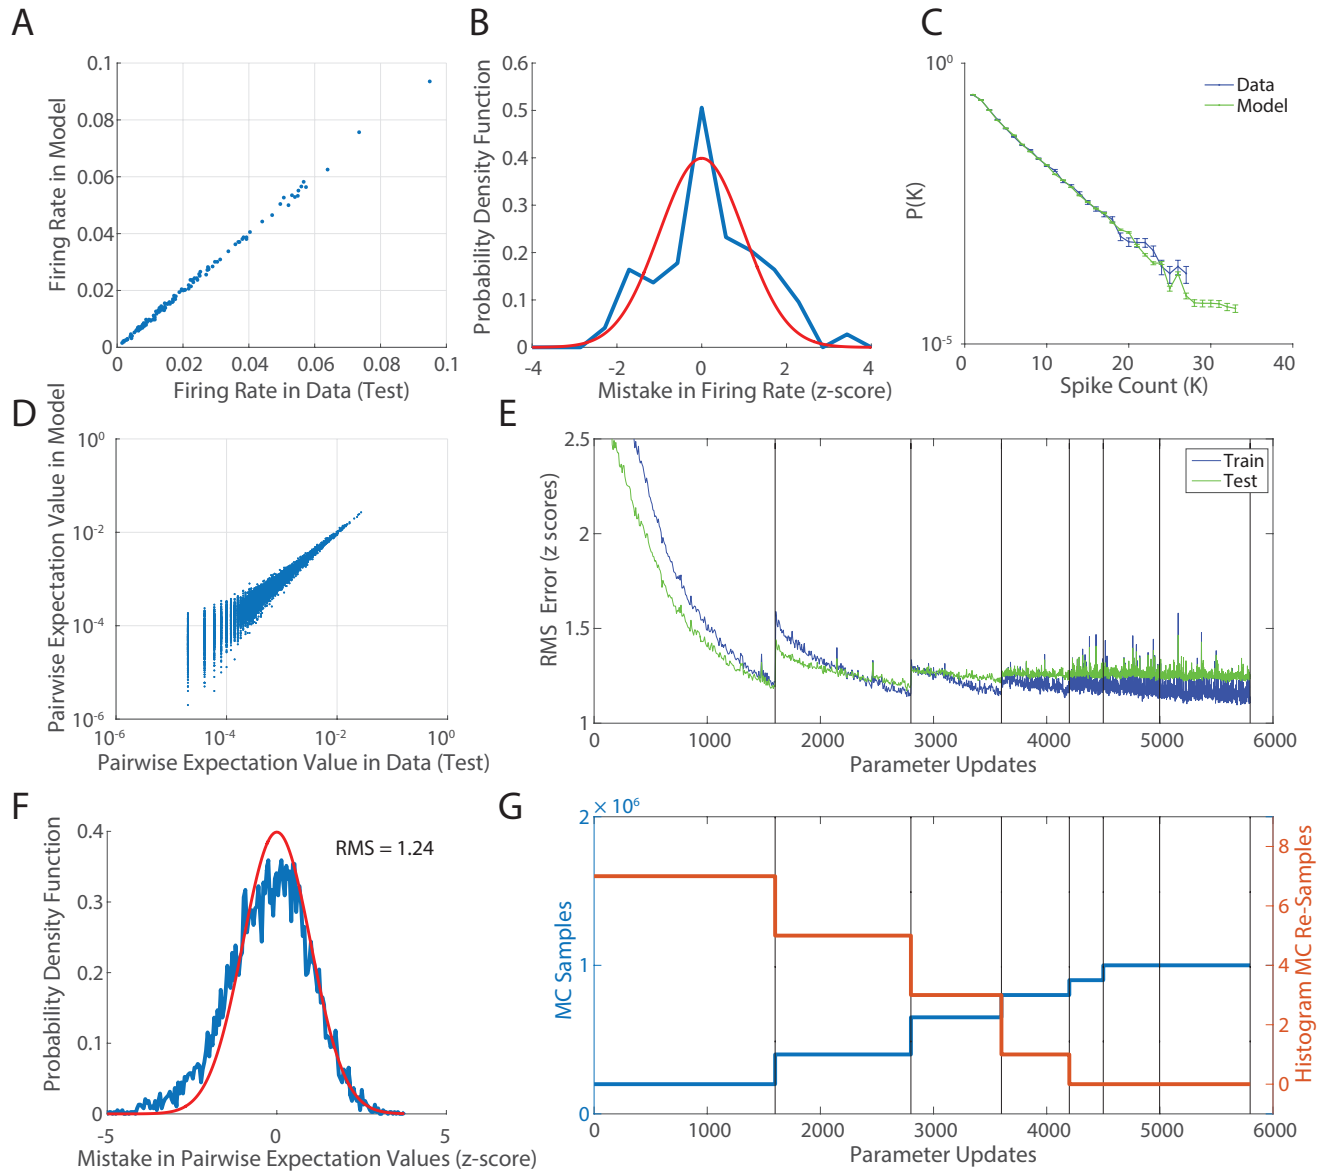 A
Firing Rate in Model
0.1
0.08
0.06
0.04
0.02
0
0 0.02 0.04 0.06 0.08 0.1
Firing Rate in Data (Test)
B
Probability Density Function
0.6
0.5
0.4
0.3
0.2
0.1
0
-4 -2 0 2 4
Mistake in Firing Rate (z-score)
C
P(K)
10^0
10^-5
Data
Model
0 10 20 30 40
Spike Count (K)
D
Pairwise Expectation Value in Model
10^0
10^-2
10^-4
10^-6
10^-6 10^-4 10^-2 10^0
Pairwise Expectation Value in Data (Test)
E
RMS Error (z scores)
2.5
2
1.5
1
Train
Test
0 1000 2000 3000 4000 5000 6000
Parameter Updates
F
Probability Density Function
0.4
0.3
0.2
0.1
0
RMS = 1.24
-5 0 5
Mistake in Pairwise Expectation Values (z-score)
G
MC Samples
2 × 10^6
1
0
Histogram MC Re-Samples
8
6
4
2
0
0 1000 2000 3000 4000 5000 6000
Parameter Updates